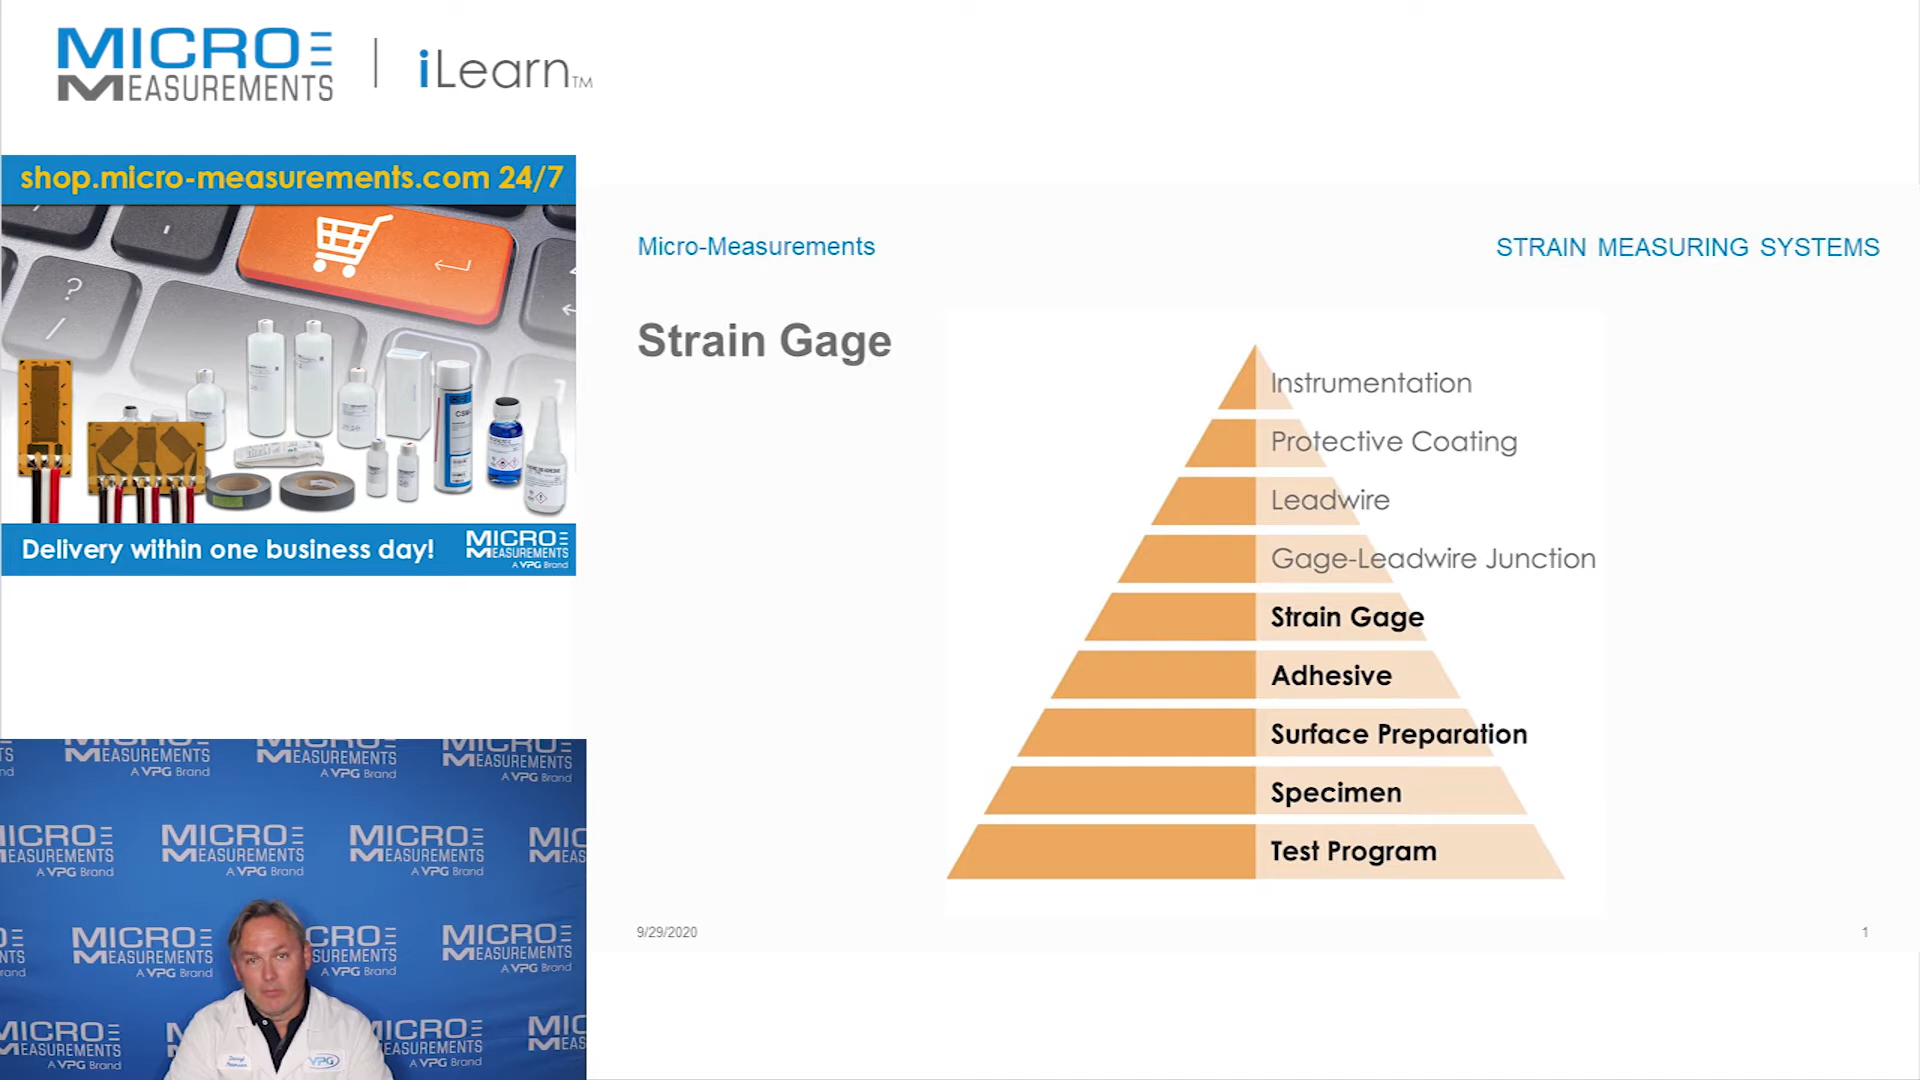 MICRO
MEASUREMENTS
iLearn™
shop.micro-measurements.com 24/7
Delivery within one business day!
MICRO
MEASUREMENTS
A VPG Brand
Micro-Measurements
STRAIN MEASURING SYSTEMS
Strain Gage
Instrumentation
Protective Coating
Leadwire
Gage-Leadwire Junction
Strain Gage
Adhesive
Surface Preparation
Specimen
Test Program
9/29/2020
1
MICRO
MEASUREMENTS
A VPG Brand
VPG